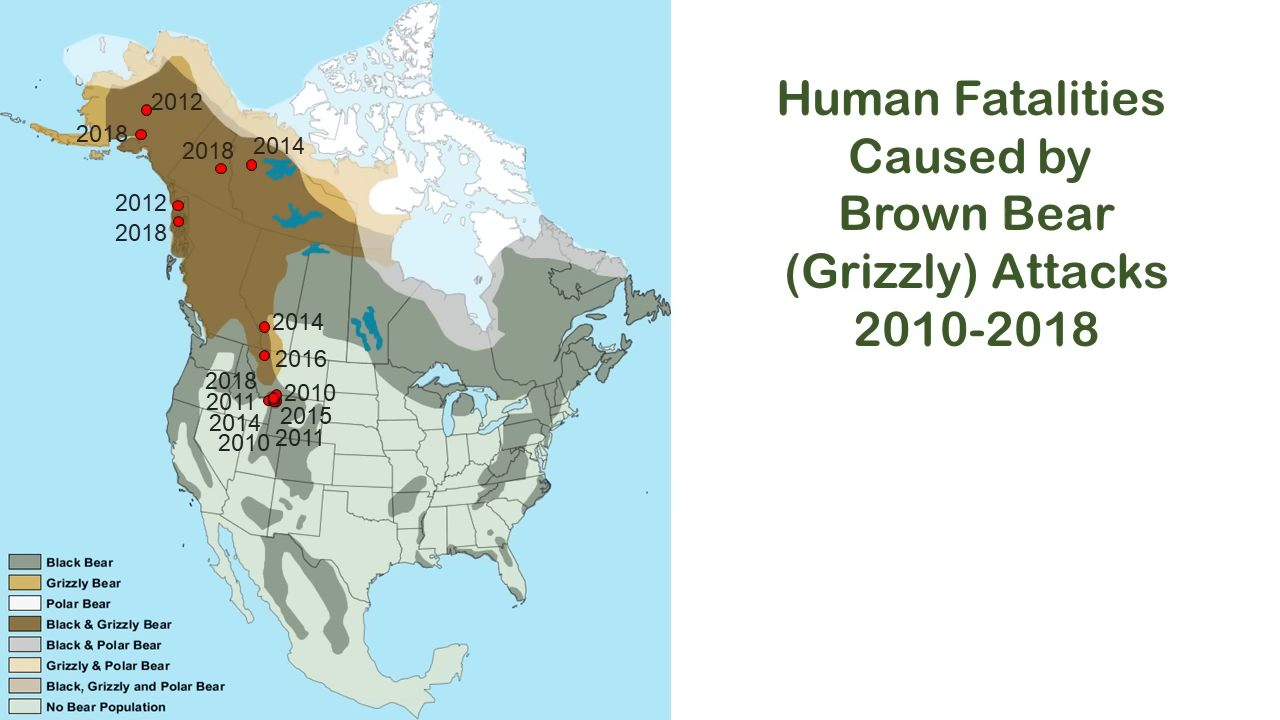 Human Fatalities
Caused by
Brown Bear
(Grizzly) Attacks
2010-2018
2012
2018
2018
2014
2012
2018
2014
2016
2018
2010
2011
2015
2014
2011
2010
Black Bear
Grizzly Bear
Polar Bear
Black & Grizzly Bear
Black & Polar Bear
Grizzly & Polar Bear
Black, Grizzly and Polar Bear
No Bear Population